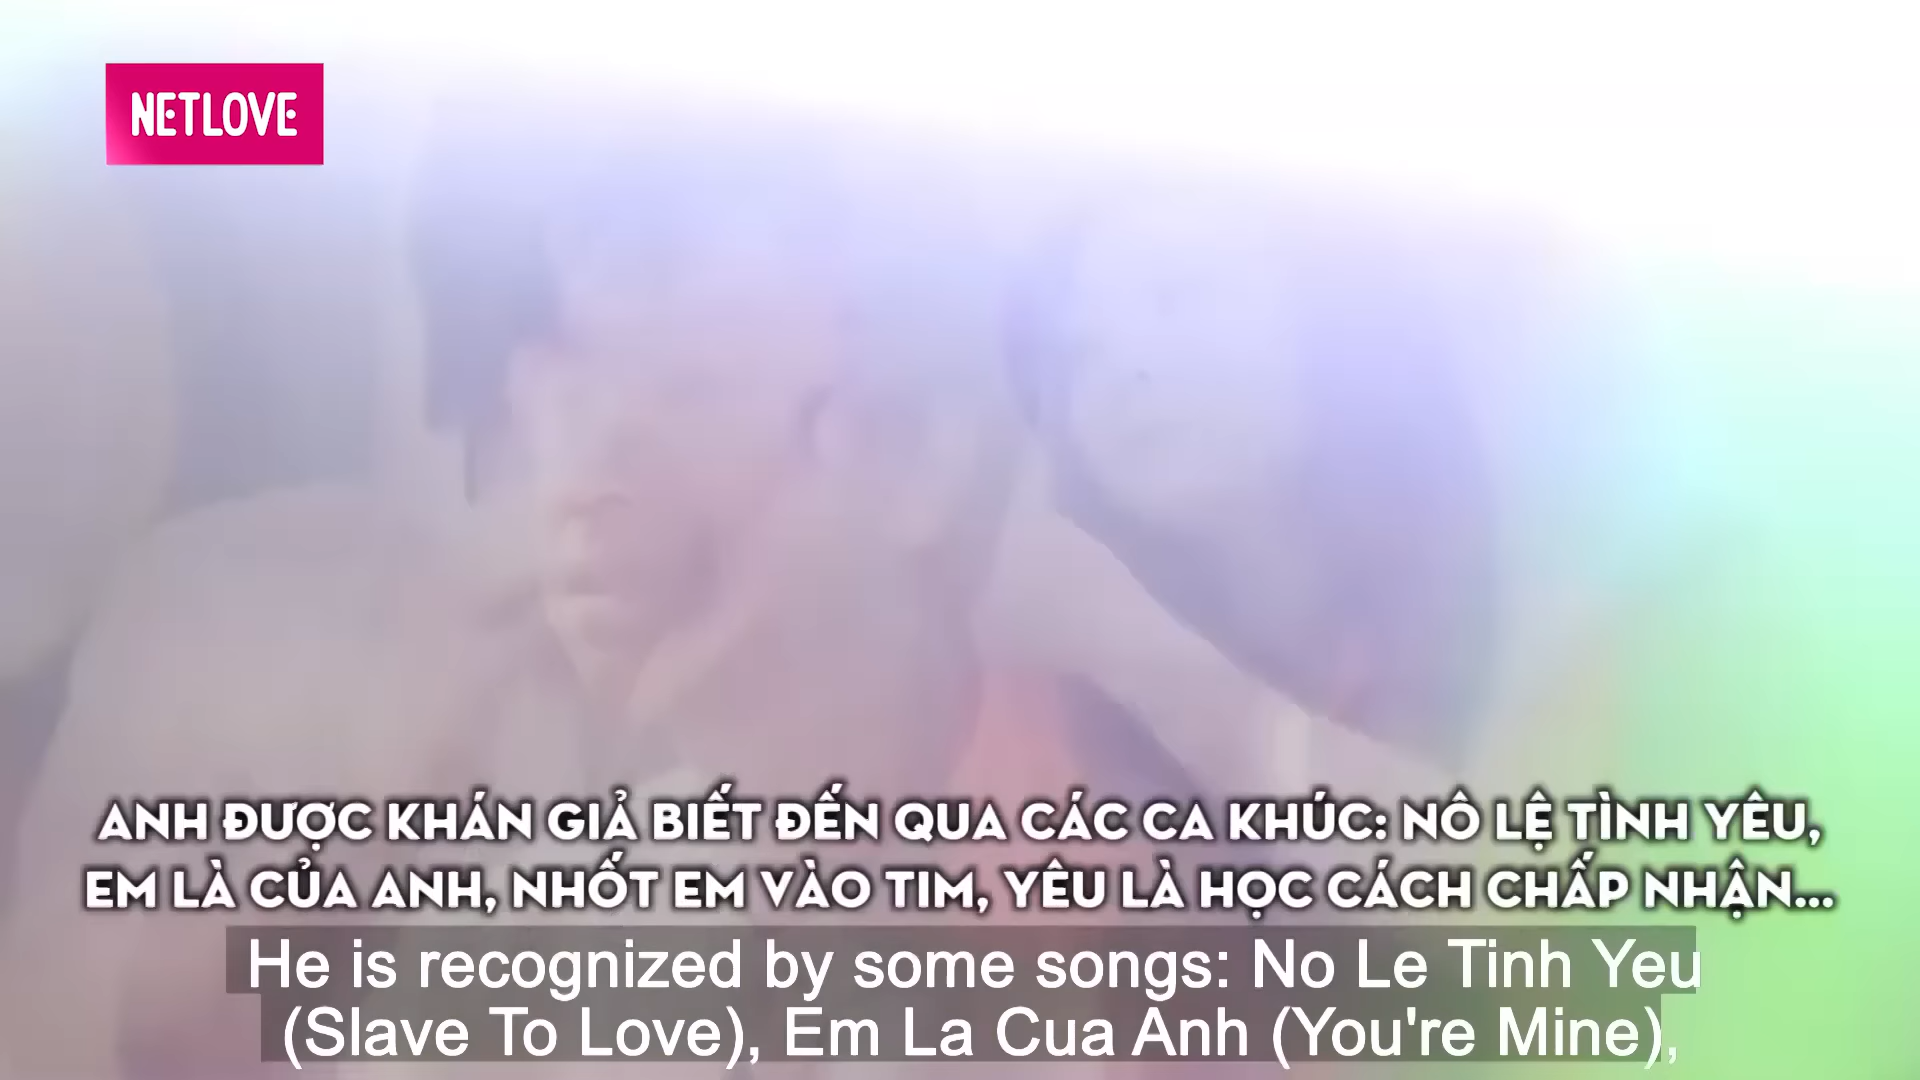 NETLOVE
ANH ĐƯỢC KHÁN GIẢ BIẾT ĐẾN QUA CÁC CA KHÚC: NÔ LỆ TÌNH YÊU,
EM LÀ CỦA ANH, NHỐT EM VÀO TIM, YÊU LÀ HỌC CÁCH CHẤP NHẬN...
He is recognized by some songs: No Le Tinh Yeu
(Slave To Love), Em La Cua Anh (You're Mine),